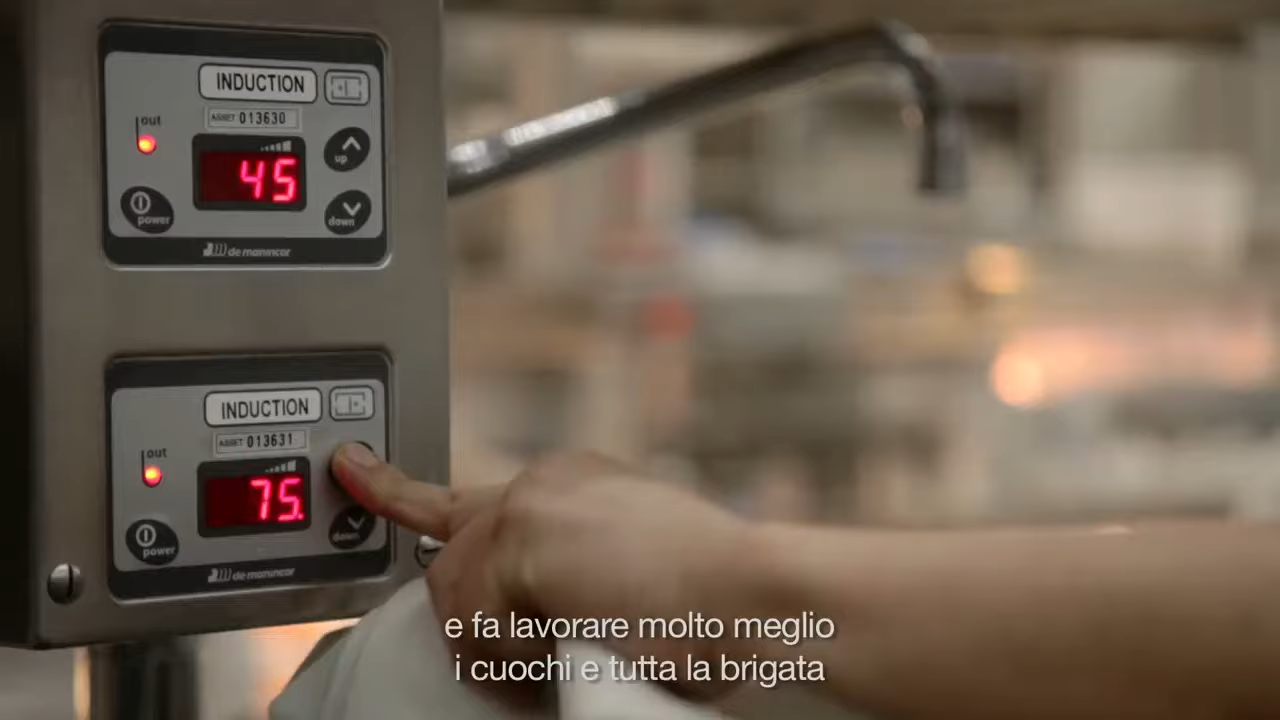 INDUCTION
ASSET 013630
out
45
up
power
down
de manincor
INDUCTION
ASSET 013631
out
75.
power
down
de manincor
e fa lavorare molto meglio
i cuochi e tutta la brigata